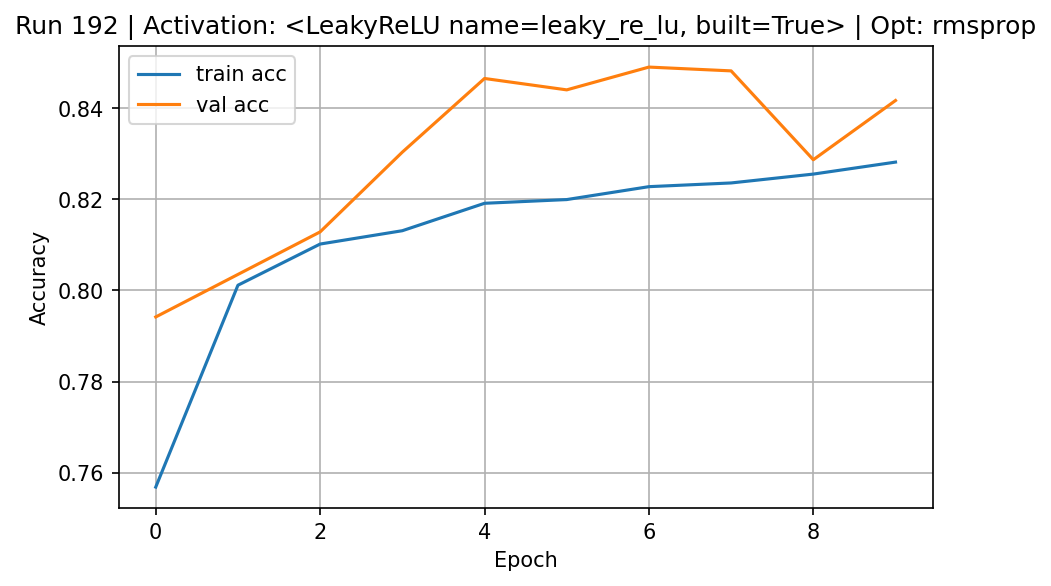 Run 192 | Activation: <LeakyReLU name=leaky_re_lu, built=True> | Opt: rmsprop
train acc
val acc
0.84
0.82
0.80
0.78
0.76
Accuracy
0 2 4 6 8
Epoch